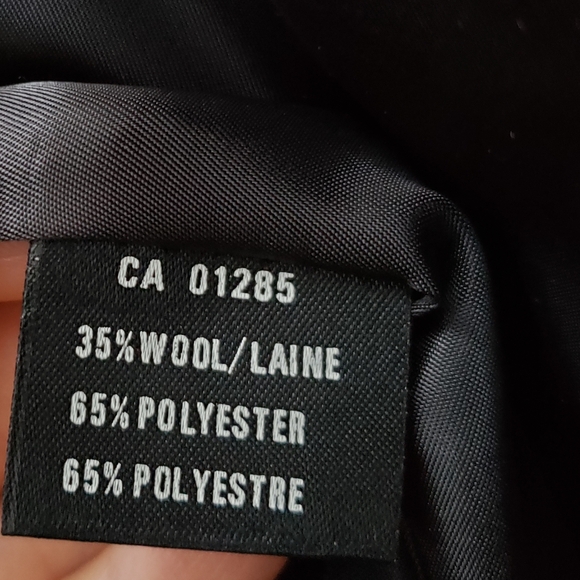 CA 01285
35%WOOL/LAINE
65% POLYESTER
65% POLYESTRE